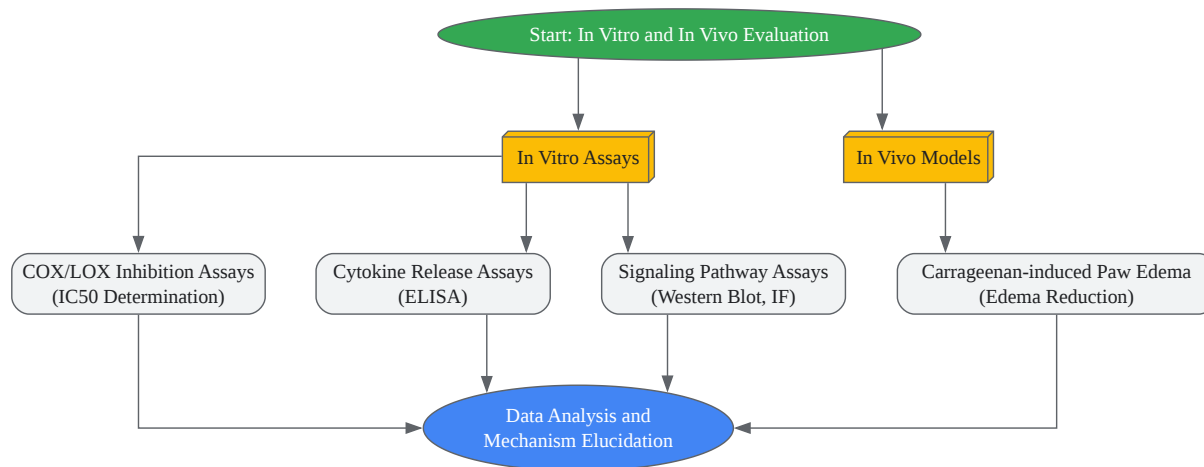 Start: In Vitro and In Vivo Evaluation
In Vitro Assays
In Vivo Models
COX/LOX Inhibition Assays
(IC50 Determination)
Cytokine Release Assays
(ELISA)
Signaling Pathway Assays
(Western Blot, IF)
Carrageenan-induced Paw Edema
(Edema Reduction)
Data Analysis and
Mechanism Elucidation